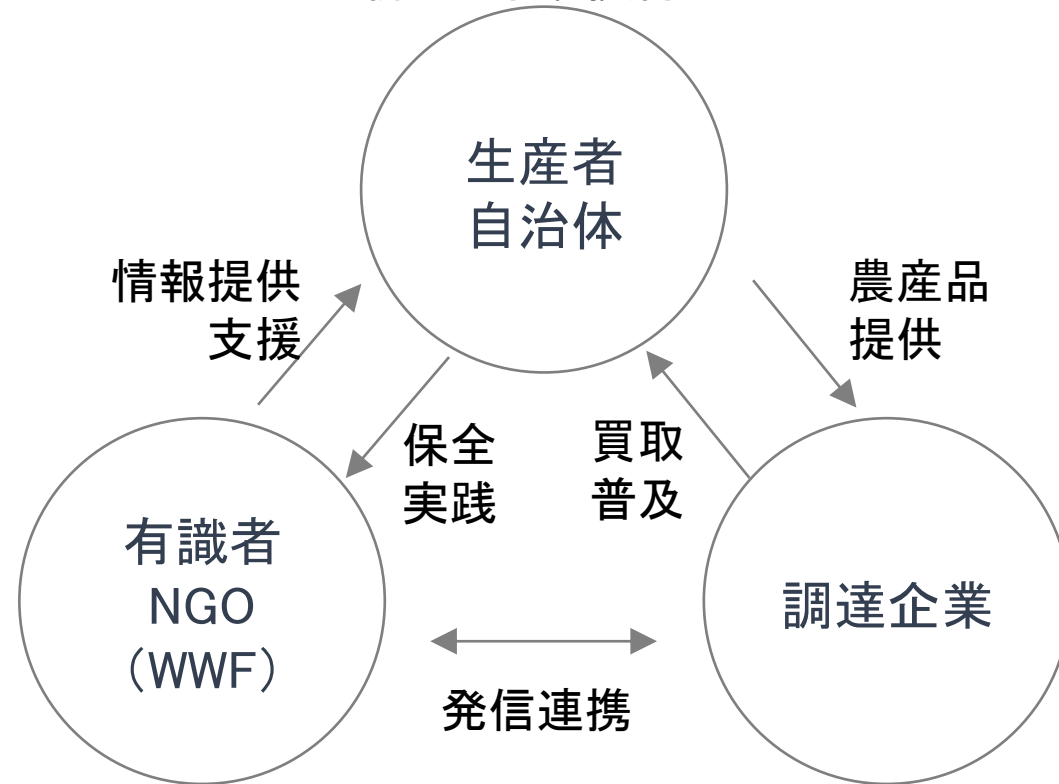 生産者
自治体
情報提供
支援
農産品
提供
保全
実践
買取
普及
有識者
NGO
（WWF）
調達企業
発信連携